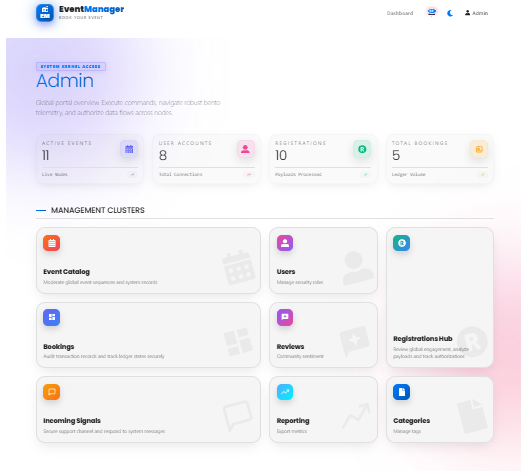 EventManager
BOOK YOUR EVENT
EM
Dashboard
Admin
SYSTEM KERNEL ACCESS
Admin
Global portal overview. Execute commands, navigate robust bento
telemetry, and authorize data flows across nodes.
ACTIVE EVENTS
11
Live Nodes
USER ACCOUNTS
8
Total Connections
REGISTRATIONS
10
Payloads Processed
TOTAL BOOKINGS
5
Ledger Volume
MANAGEMENT CLUSTERS
Event Catalog
Moderate global event sequences and system records
Users
Manage security roles
Registrations Hub
Review global engagement, analyze
payloads and track authorizations.
Bookings
Audit transaction records and track ledger states securely.
Reviews
Community sentiment
Incoming Signals
Secure support channel and respond to system messages
Reporting
Export metrics
Categories
Manage tags